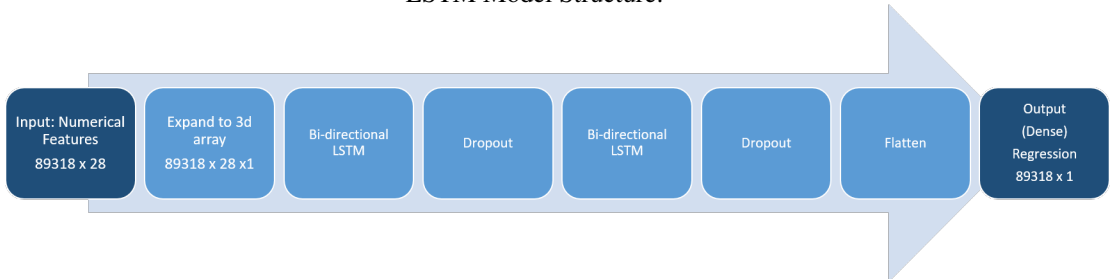 LSTM Model Structure:
Input: Numerical
Features
89318 x 28
Expand to 3d
array
89318 x 28 x1
Bi-directional
LSTM
Dropout
Bi-directional
LSTM
Dropout
Flatten
Output
(Dense)
Regression
89318 x 1